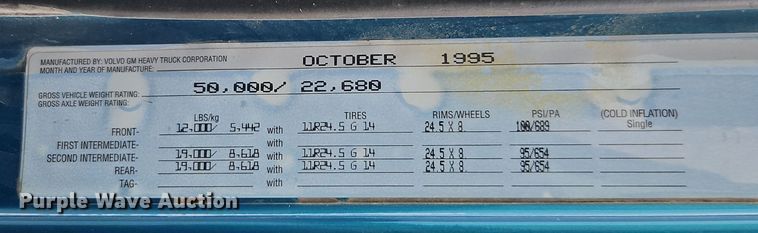 MANUFACTURED BY: VOLVO GM HEAVY TRUCK CORPORATION
MONTH AND YEAR OF MANUFACTURE: OCTOBER 1995
GROSS VEHICLE WEIGHT RATING: 50,000/ 22,680
GROSS AXLE WEIGHT RATING:
LBS/kg TIRES RIMS/WHEELS PSI/PA (COLD INFLATION)
FRONT- 12,000/ 5,442 with 11R24.5 G 14 24.5 X 8. 100/689 Single
FIRST INTERMEDIATE- with
SECOND INTERMEDIATE- 19,000/ 8,618 with 11R24.5 G 14 24.5 X 8. 95/654
REAR- 19,000/ 8,618 with 11R24.5 G 14 24.5 X 8. 95/654
TAG- with
Purple Wave Auction